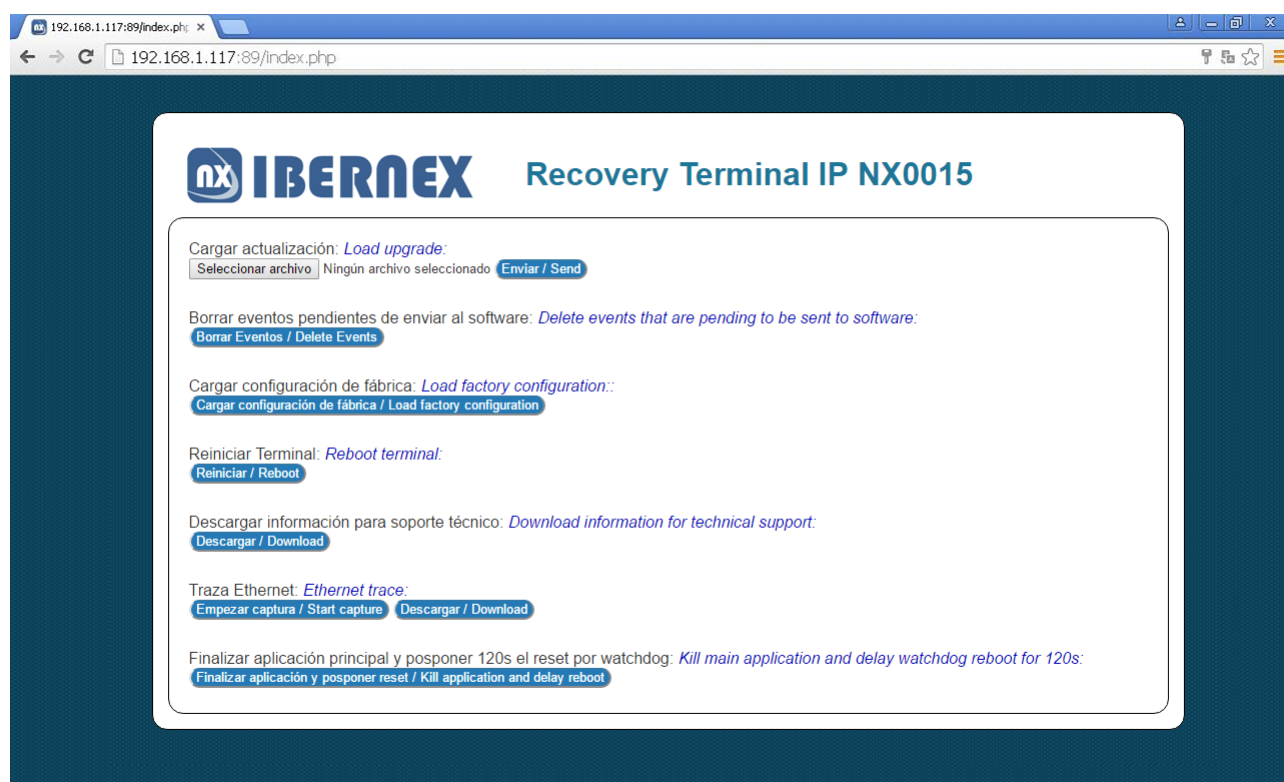 192.168.1.117:89/index.ph
192.168.1.117:89/index.php
nx IBERNEX Recovery Terminal IP NX0015
Cargar actualización: Load upgrade:
Seleccionar archivo Ningún archivo seleccionado Enviar / Send
Borrar eventos pendientes de enviar al software: Delete events that are pending to be sent to software:
Borrar Eventos / Delete Events
Cargar configuración de fábrica: Load factory configuration::
Cargar configuración de fábrica / Load factory configuration
Reiniciar Terminal: Reboot terminal:
Reiniciar / Reboot
Descargar información para soporte técnico: Download information for technical support:
Descargar / Download
Traza Ethernet: Ethernet trace:
Empezar captura / Start capture Descargar / Download
Finalizar aplicación principal y posponer 120s el reset por watchdog: Kill main application and delay watchdog reboot for 120s:
Finalizar aplicación y posponer reset / Kill application and delay reboot